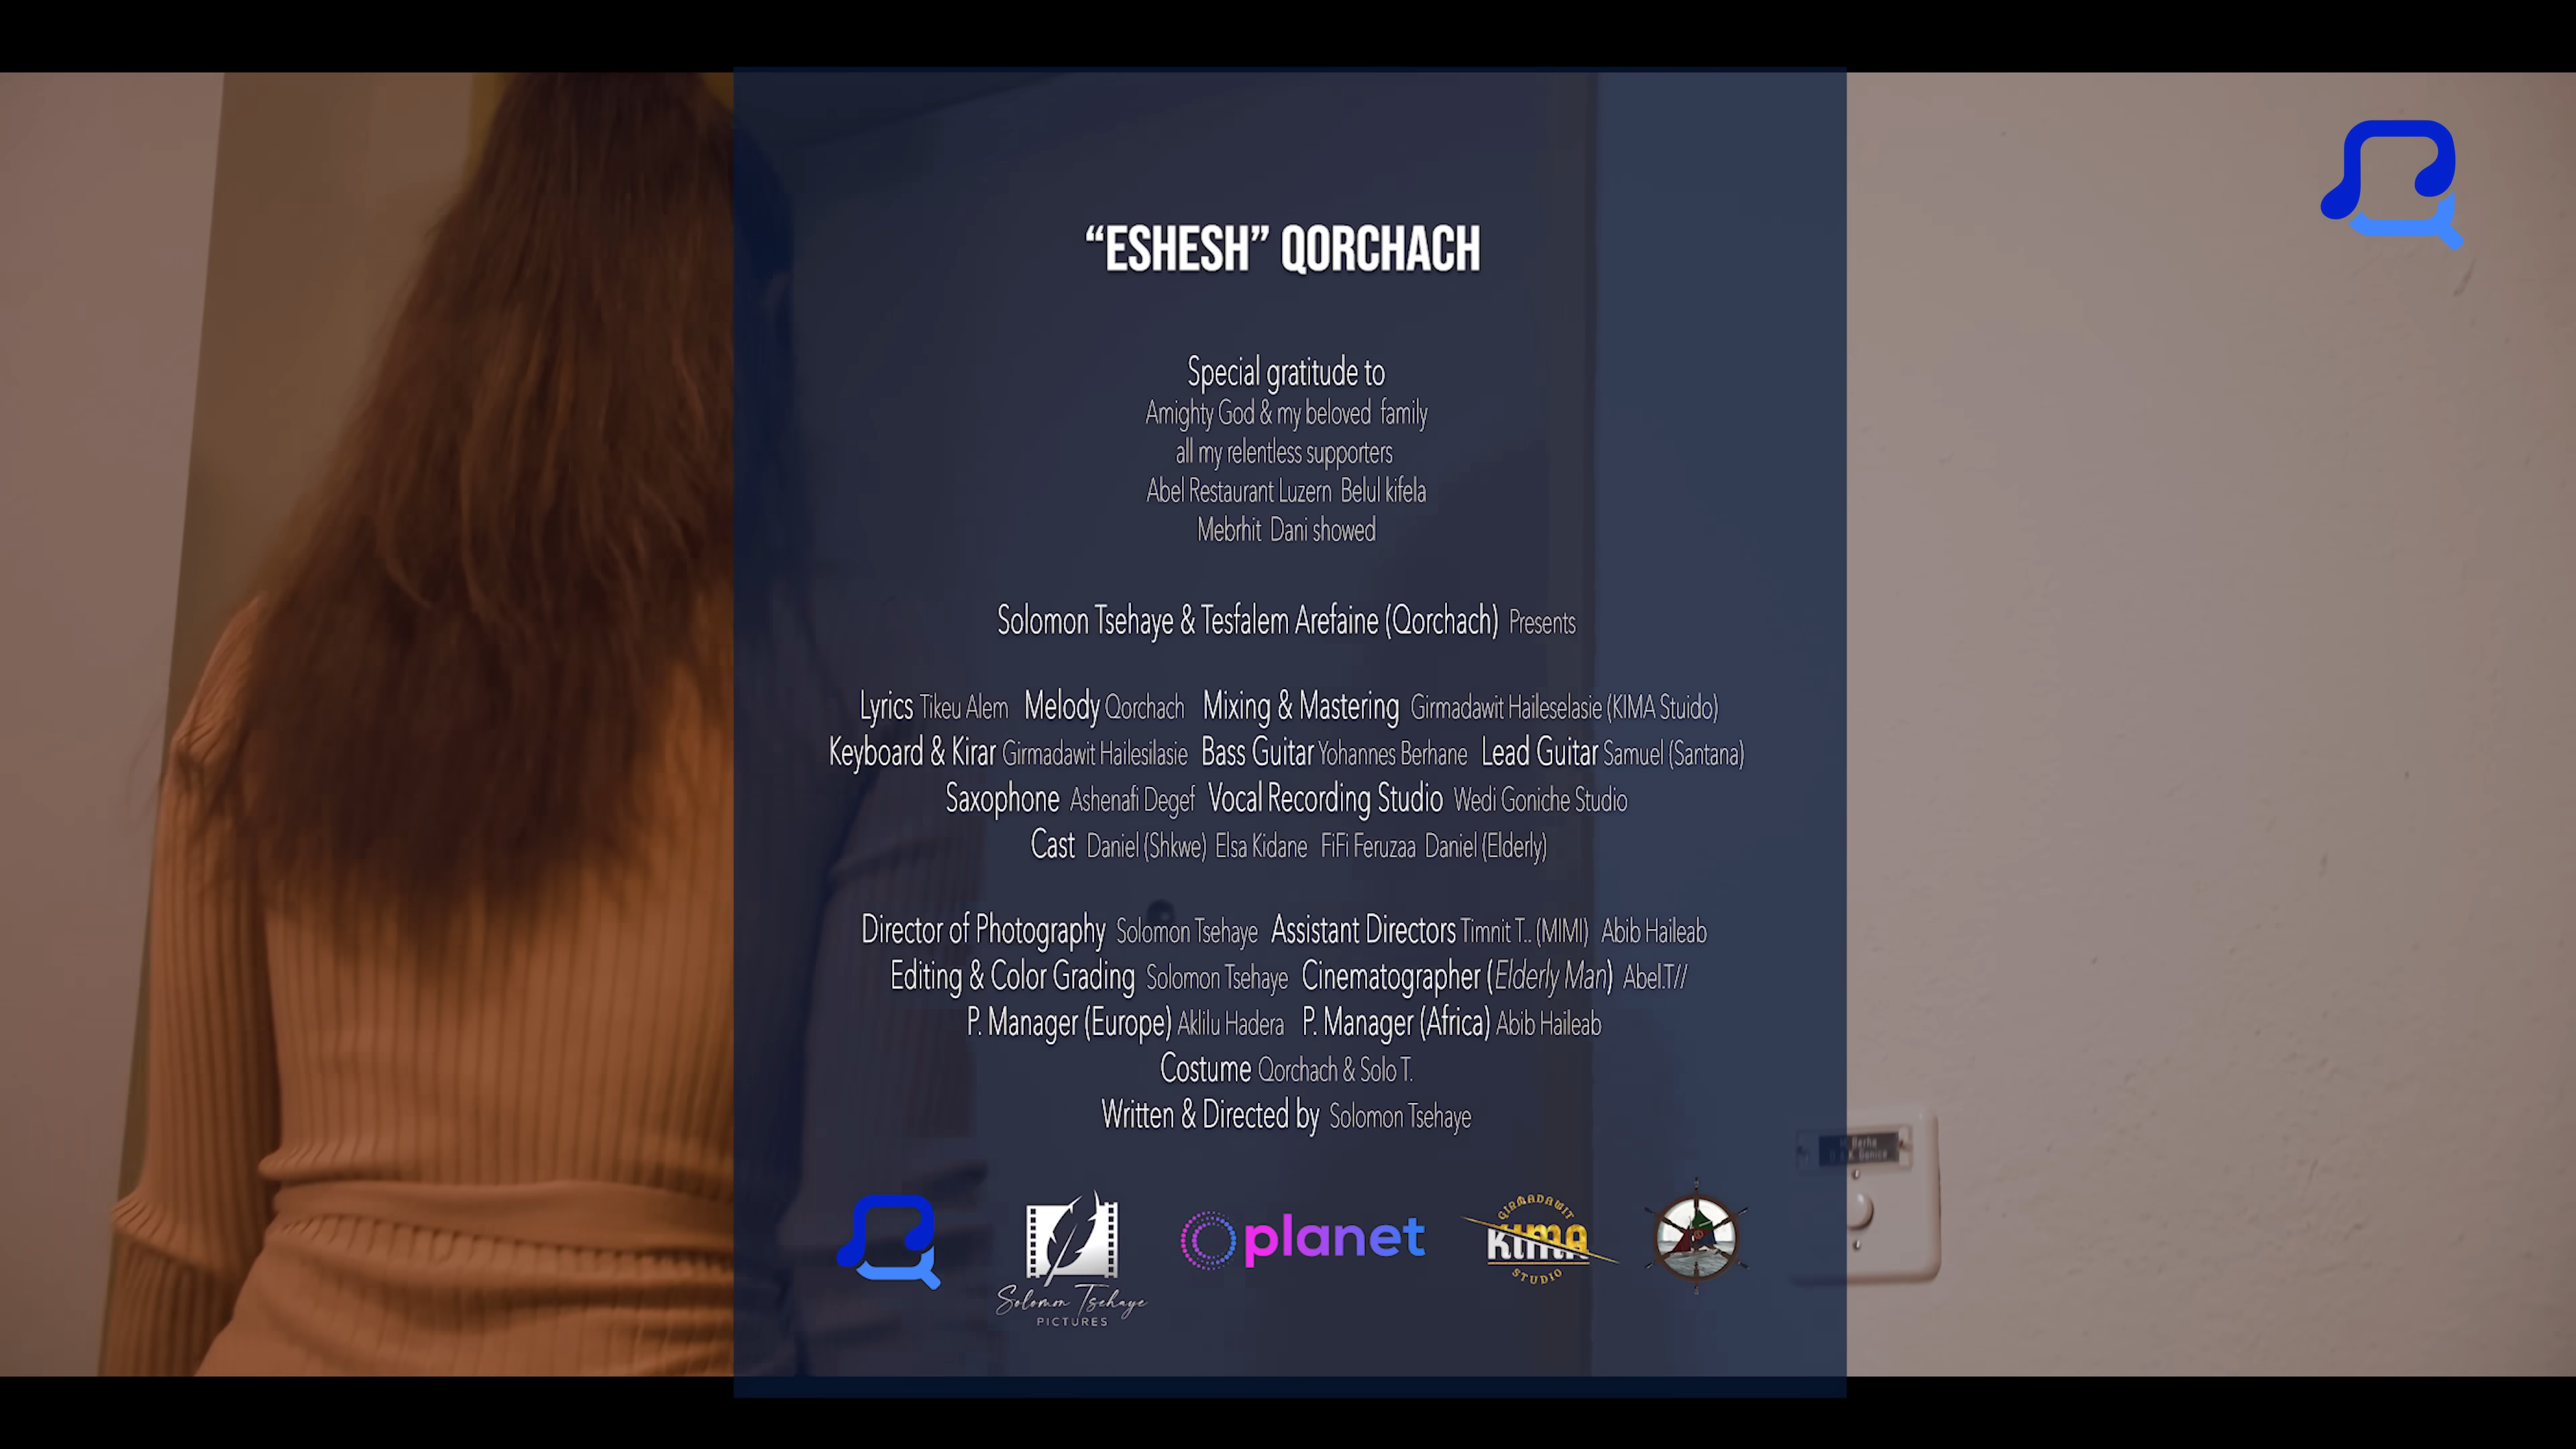 “ESHESH” QORCHACH
Special gratitude to
Amighty God & my beloved family
all my relentless supporters
Abel Restaurant Luzern Belul kifela
Mebrhit Dani showed
Solomon Tsehaye & Tesfalem Arefaine (Qorchach) Presents
Lyrics Tikeu Alem Melody Qorchach Mixing & Mastering Girmadawit Haileselasie (KIMA Stuido)
Keyboard & Kirar Girmadawit Hailesilasie Bass Guitar Yohannes Berhane Lead Guitar Samuel (Santana)
Saxophone Ashenafi Degef Vocal Recording Studio Wedi Goniche Studio
Cast Daniel (Shkwe) Elsa Kidane FiFi Feruzaa Daniel (Elderly)
Director of Photography Solomon Tsehaye Assistant Directors Timnit T.. (MIMI) Abib Haileab
Editing & Color Grading Solomon Tsehaye Cinematographer (Elderly Man) Abel.T//
P. Manager (Europe) Aklilu Hadera P. Manager (Africa) Abib Haileab
Costume Qorchach & Solo T.
Written & Directed by Solomon Tsehaye
Solomon Tsehaye
PICTURES
planet
GIRMADAWIT
KIMA
STUDIO